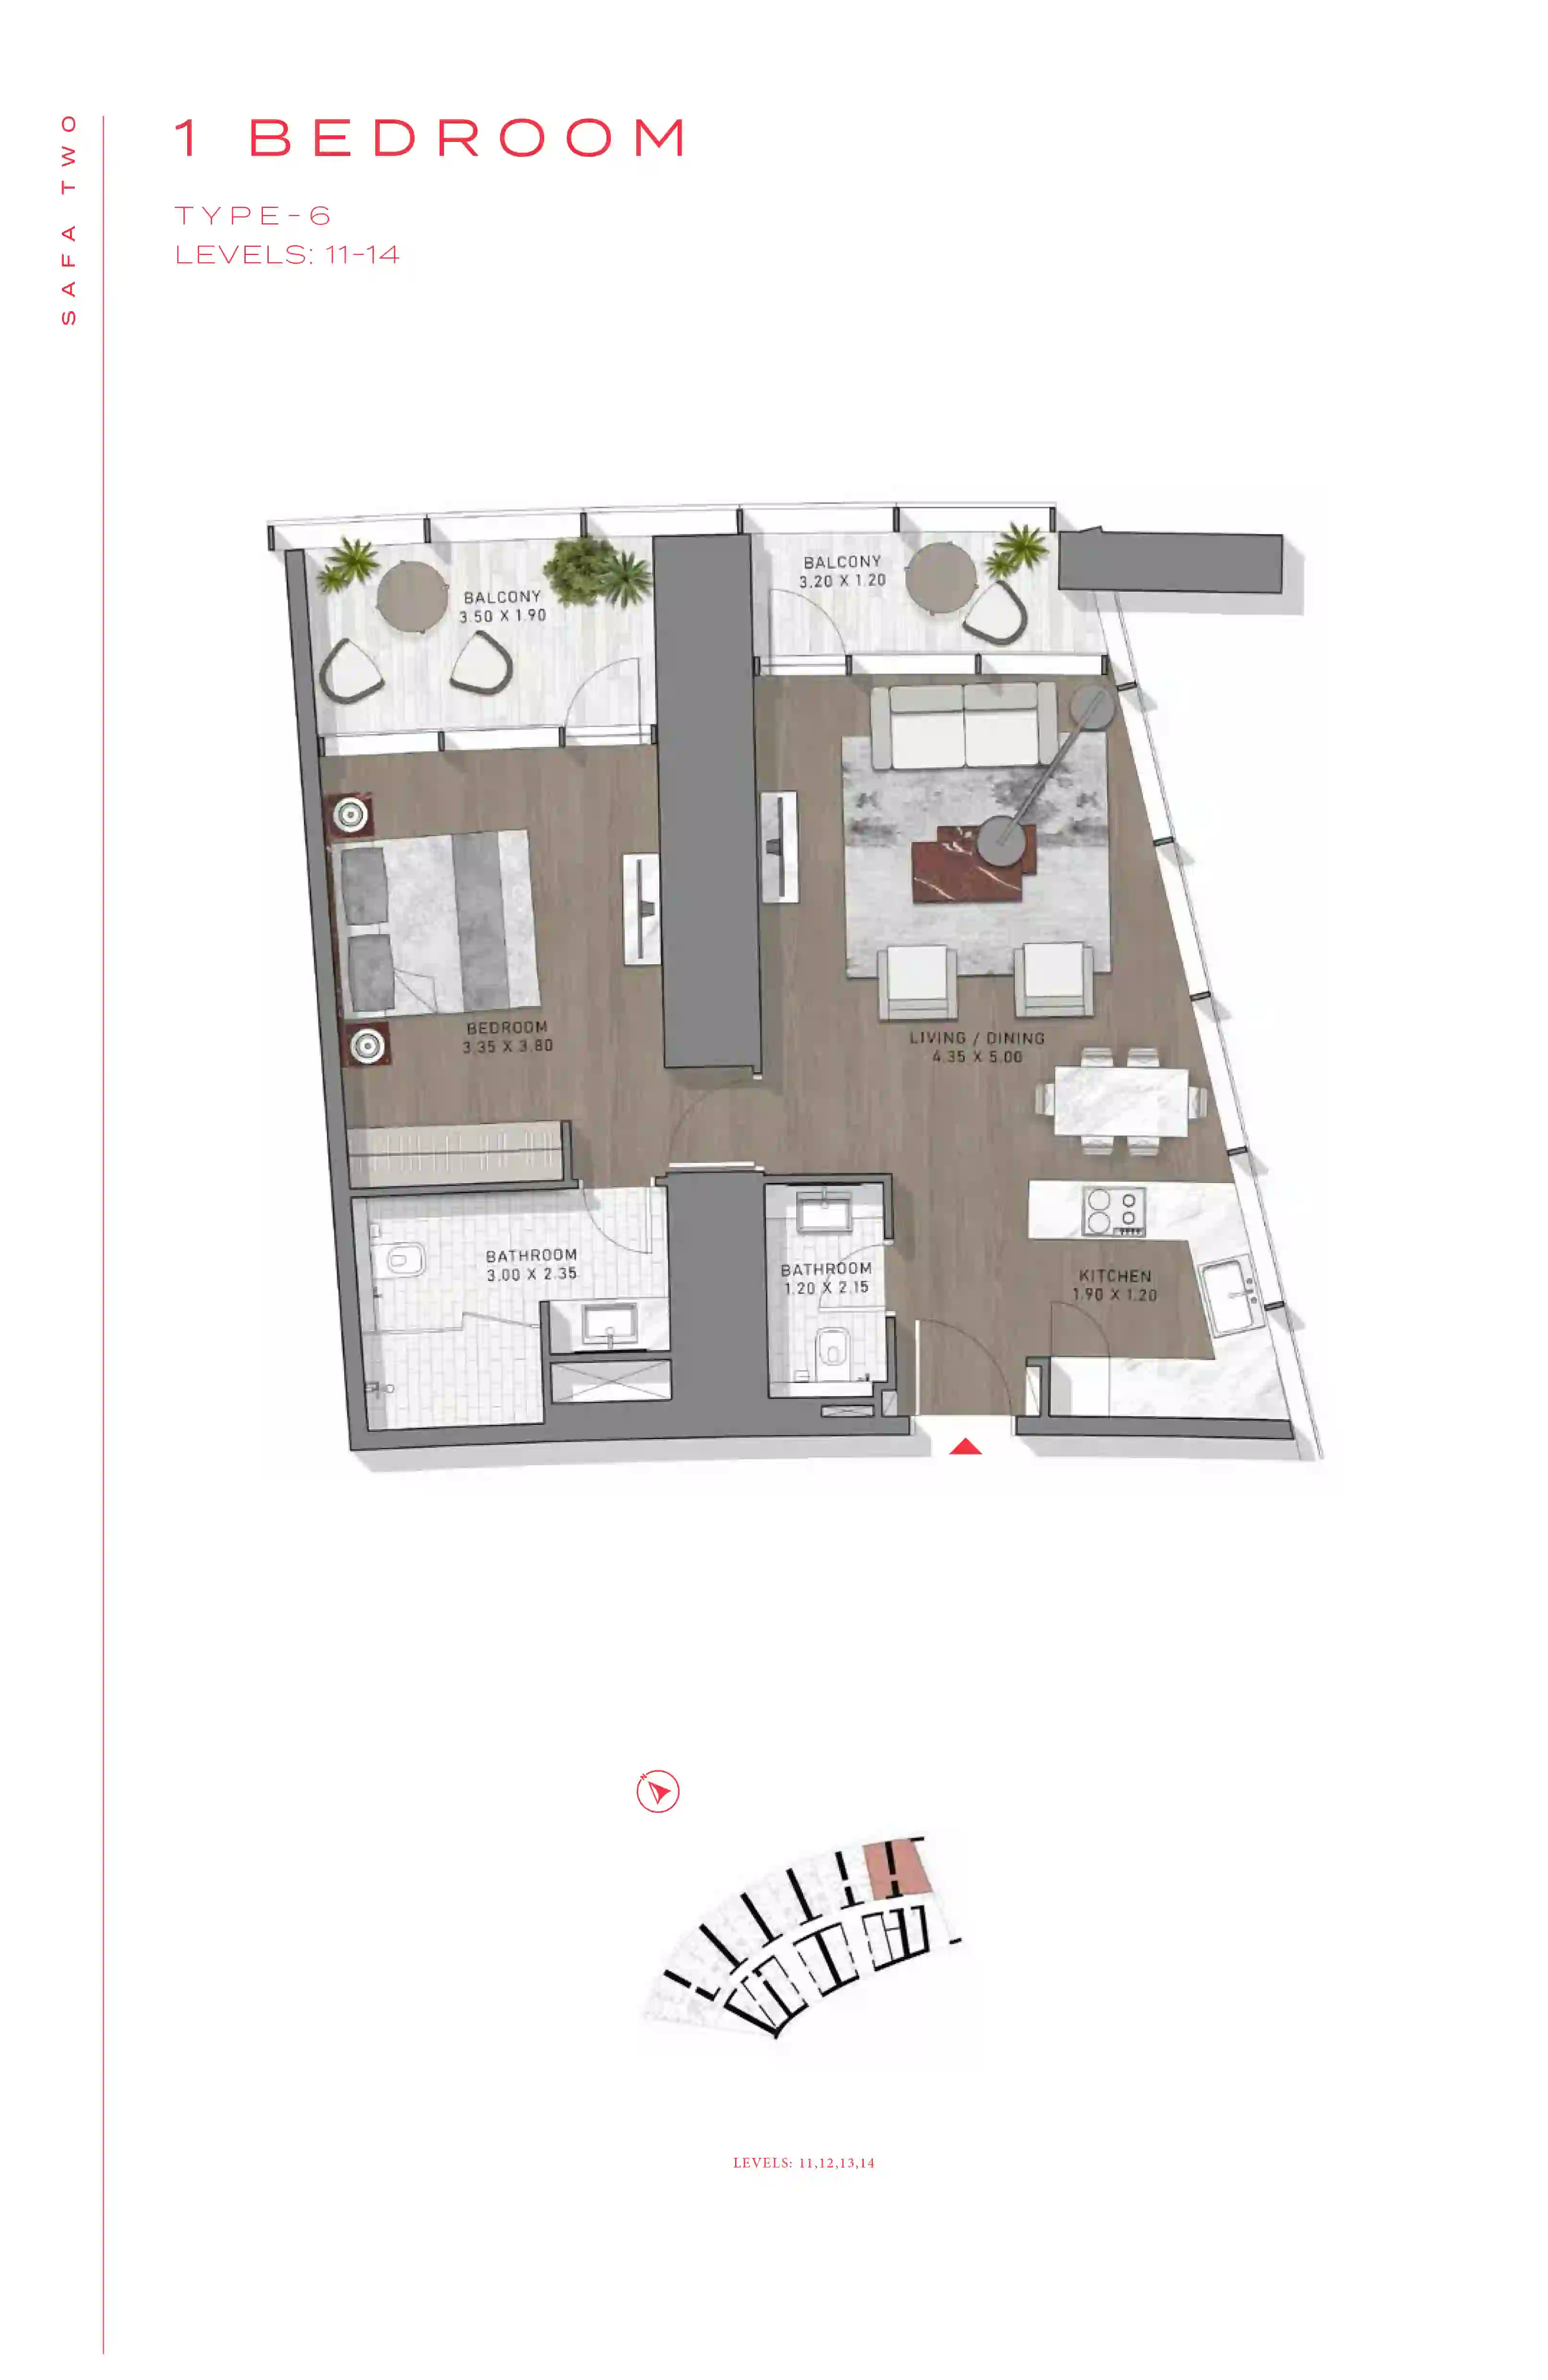 SAFA TWO
1 BEDROOM
TYPE-6
LEVELS: 11-14
BALCONY
3.50 X 1.90
BALCONY
3.20 X 1.20
BEDROOM
3.35 X 3.80
LIVING / DINING
4.35 X 5.00
BATHROOM
3.00 X 2.35
BATHROOM
1.20 X 2.15
KITCHEN
1.90 X 1.20
N
LEVELS: 11,12,13,14